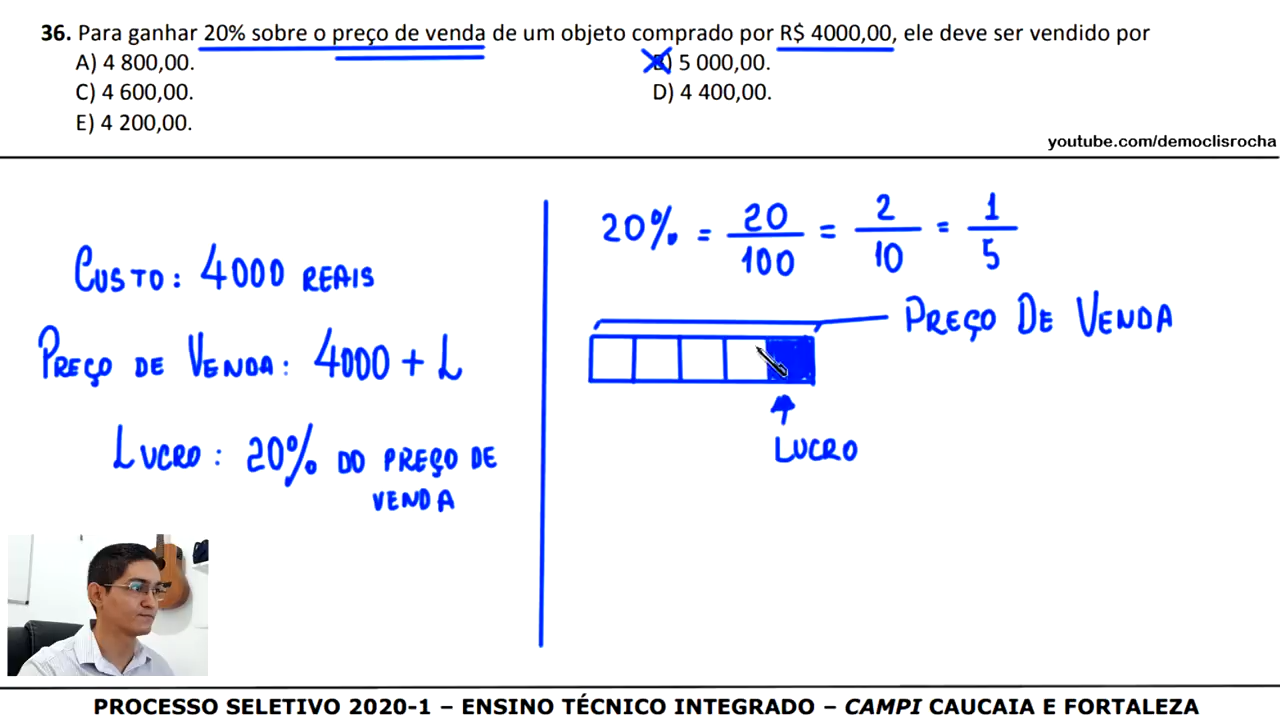 36. Para ganhar 20% sobre o preço de venda de um objeto comprado por R$ 4000,00, ele deve ser vendido por
A) 4 800,00.
B) 5 000,00.
C) 4 600,00.
D) 4 400,00.
E) 4 200,00.
youtube.com/democlisrocha
CUSTO: 4000 REAIS
PREÇO DE VENDA: 4000 + L
LUCRO: 20% DO PREÇO DE
VENDA
20% = 20/100 = 2/10 = 1/5
PREÇO DE VENDA
LUCRO
PROCESSO SELETIVO 2020-1 – ENSINO TÉCNICO INTEGRADO – CAMPI CAUCAIA E FORTALEZA